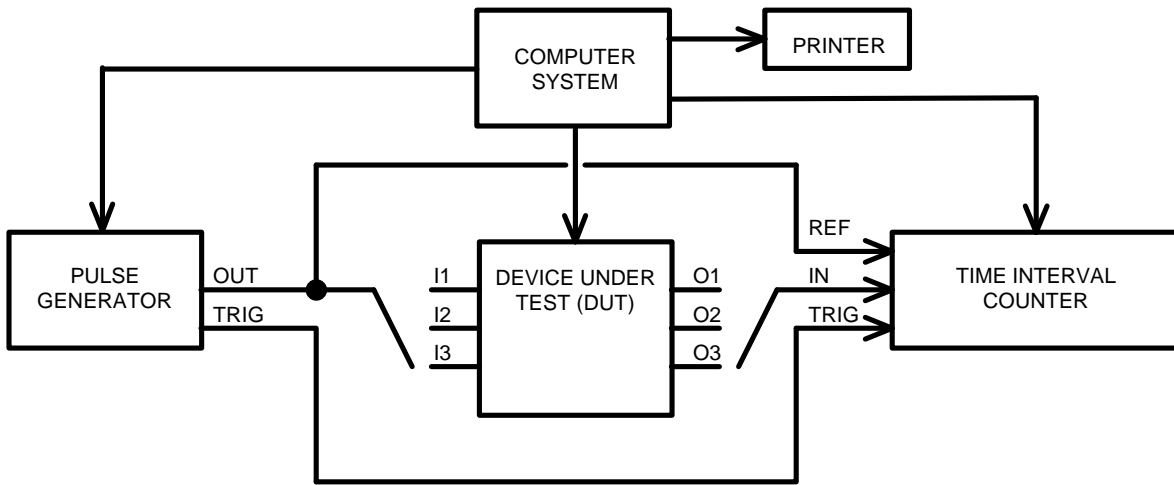 COMPUTER
SYSTEM
PRINTER
PULSE
GENERATOR
OUT
TRIG
I1
I2
I3
DEVICE UNDER
TEST (DUT)
O1
O2
O3
REF
IN
TRIG
TIME INTERVAL
COUNTER